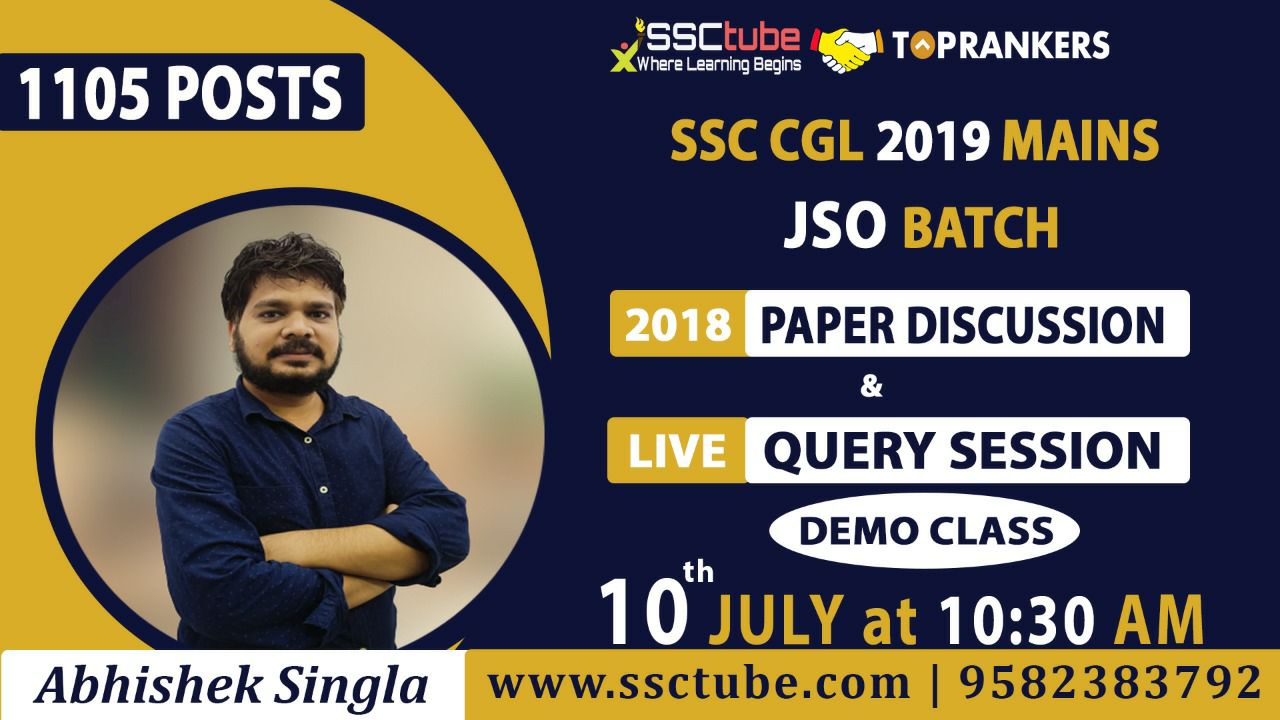 1105 POSTS
SSCtube
Where Learning Begins
TOPRANKERS
SSC CGL 2019 MAINS
JSO BATCH
2018 PAPER DISCUSSION
&
LIVE QUERY SESSION
DEMO CLASS
10th JULY at 10:30 AM
Abhishek Singla
www.ssctube.com | 9582383792